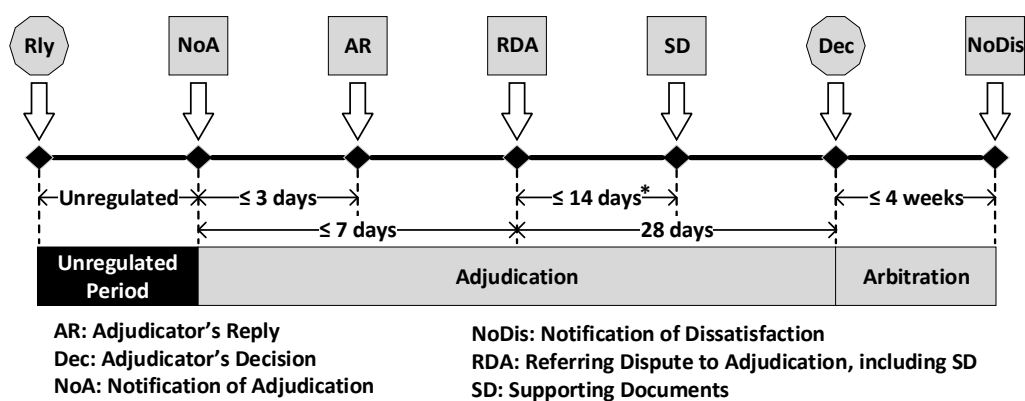 Rly NoA AR RDA SD Dec NoDis
Unregulated ≤ 3 days ≤ 14 days* ≤ 4 weeks
≤ 7 days 28 days
Unregulated
Period
Adjudication
Arbitration
AR: Adjudicator’s Reply
Dec: Adjudicator’s Decision
NoA: Notification of Adjudication
NoDis: Notification of Dissatisfaction
RDA: Referring Dispute to Adjudication, including SD
SD: Supporting Documents